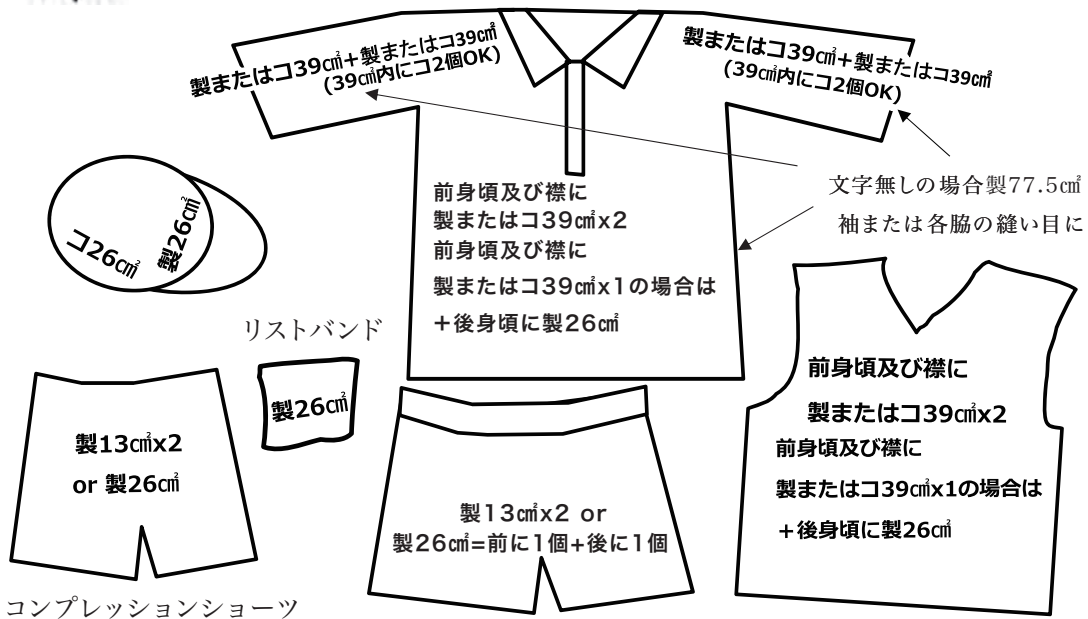 製またはコ39㎠+製またはコ39㎠
(39㎠内にコ2個OK)
製またはコ39㎠+製またはコ39㎠
(39㎠内にコ2個OK)
文字無しの場合製77.5㎠
袖または各脇の縫い目に
前身頃及び襟に
製またはコ39㎠x2
前身頃及び襟に
製またはコ39㎠x1の場合は
+後身頃に製26㎠
コ26㎠
製26㎠
リストバンド
製26㎠
製13㎠x2
or 製26㎠
コンプレッションショーツ
製13㎠x2 or
製26㎠=前に1個+後に1個
前身頃及び襟に
製またはコ39㎠x2
前身頃及び襟に
製またはコ39㎠x1の場合は
+後身頃に製26㎠